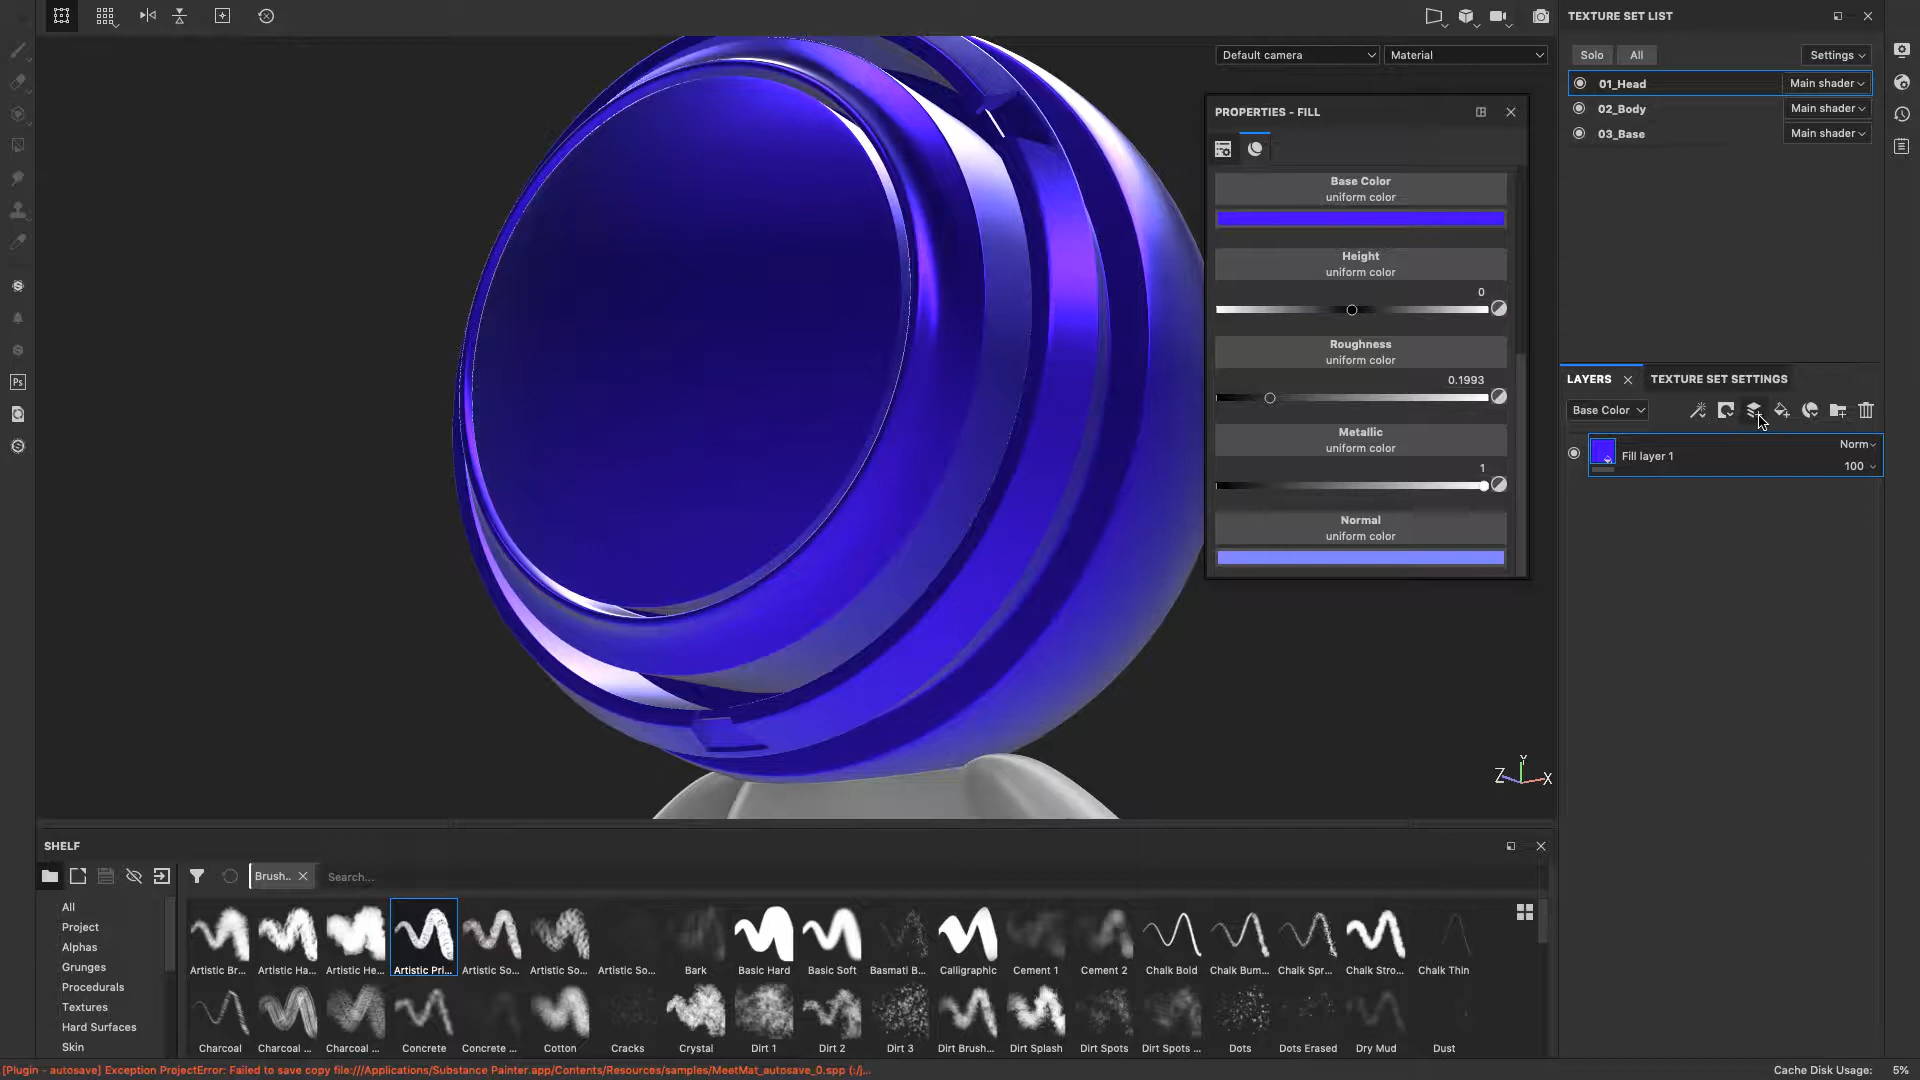 TEXTURE SET LIST
Default camera
Material
Solo
All
Settings
01_Head
Main shader
02_Body
Main shader
03_Base
Main shader
PROPERTIES - FILL
Base Color
uniform color
Height
uniform color
0
Roughness
uniform color
0.1993
Metallic
uniform color
1
Normal
uniform color
LAYERS
TEXTURE SET SETTINGS
Base Color
Norm
Fill layer 1
100
Ps
Y
Z
X
SHELF
Brush..
Search...
All
Project
Alphas
Grunges
Procedurals
Textures
Hard Surfaces
Skin
Artistic Br...
Artistic Ha...
Artistic He...
Artistic Pri...
Artistic So...
Artistic So...
Artistic So...
Bark
Basic Hard
Basic Soft
Basmati B...
Calligraphic
Cement 1
Cement 2
Chalk Bold
Chalk Bum...
Chalk Spr...
Chalk Stro...
Chalk Thin
Charcoal
Charcoal ...
Charcoal ...
Concrete
Concrete ...
Cotton
Cracks
Crystal
Dirt 1
Dirt 2
Dirt 3
Dirt Brush...
Dirt Splash
Dirt Spots
Dirt Spots ...
Dots
Dots Erased
Dry Mud
Dust
[Plugin - autosave] Exception ProjectError: Failed to save copy file:///Applications/Substance Painter.app/Contents/Resources/samples/MeetMat_autosave_0.spp (:/j...
Cache Disk Usage: 5%